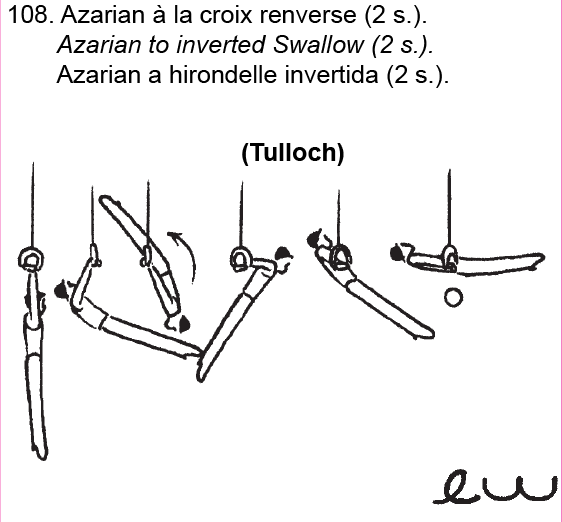 108. Azarian à la croix renverse (2 s.).
Azarian to inverted Swallow (2 s.).
Azarian a hirondelle invertida (2 s.).
(Tulloch)